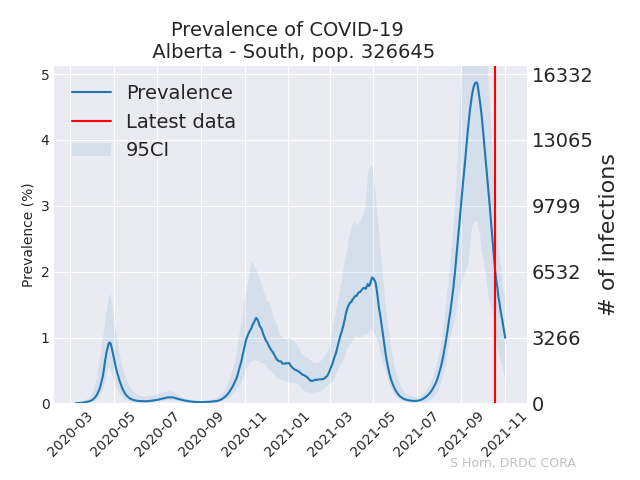 Prevalence of COVID-19
Alberta - South, pop. 326645
Prevalence
Latest data
95CI
Prevalence (%)
5
4
3
2
1
0
16332
13065
9799
6532
3266
0
# of infections
2020-03
2020-05
2020-07
2020-09
2020-11
2021-01
2021-03
2021-05
2021-07
2021-09
2021-11
S Horn, DRDC CORA